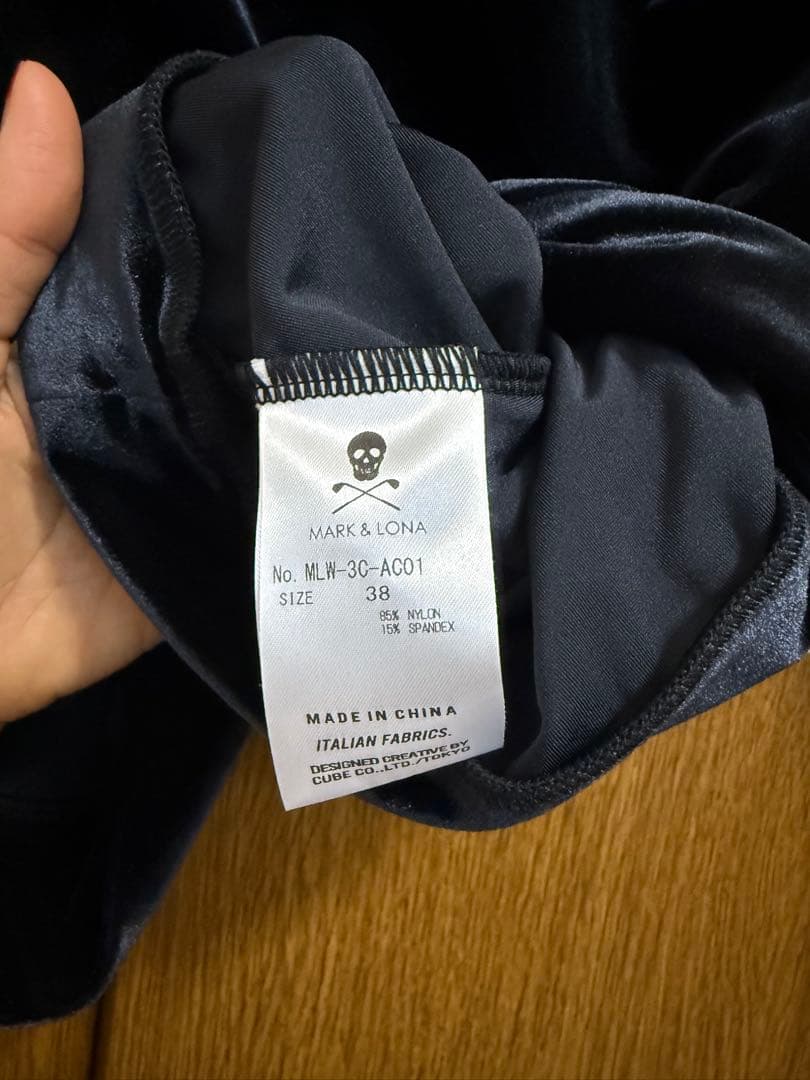 MARK & LONA
No. MLW-3C-AC01
SIZE 38
85% NYLON
15% SPANDEX
MADE IN CHINA
ITALIAN FABRICS.
DESIGNED CREATIVE BY
CUBE CO.,LTD./TOKYO